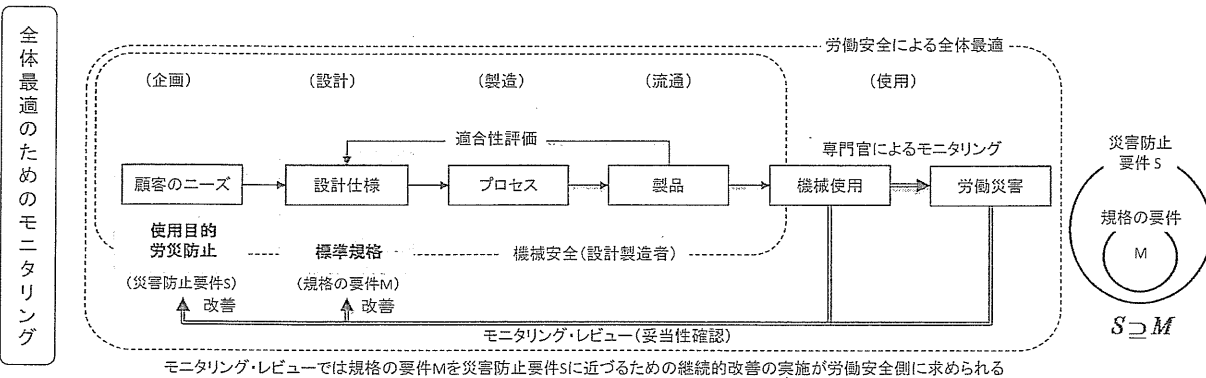 全体最適のためのモニタリング
労働安全による全体最適
(企画)
(設計)
(製造)
(流通)
(使用)
適合性評価
専門官によるモニタリング
顧客のニーズ
設計仕様
プロセス
製品
機械使用
労働災害
使用目的
労災防止
標準規格
機械安全(設計製造者)
(災害防止要件S)
(規格の要件M)
改善
改善
モニタリング・レビュー(妥当性確認)
モニタリング・レビューでは規格の要件Mを災害防止要件Sに近づるための継続的改善の実施が労働安全側に求められる
災害防止
要件 S
規格の要件
M
S⊇M